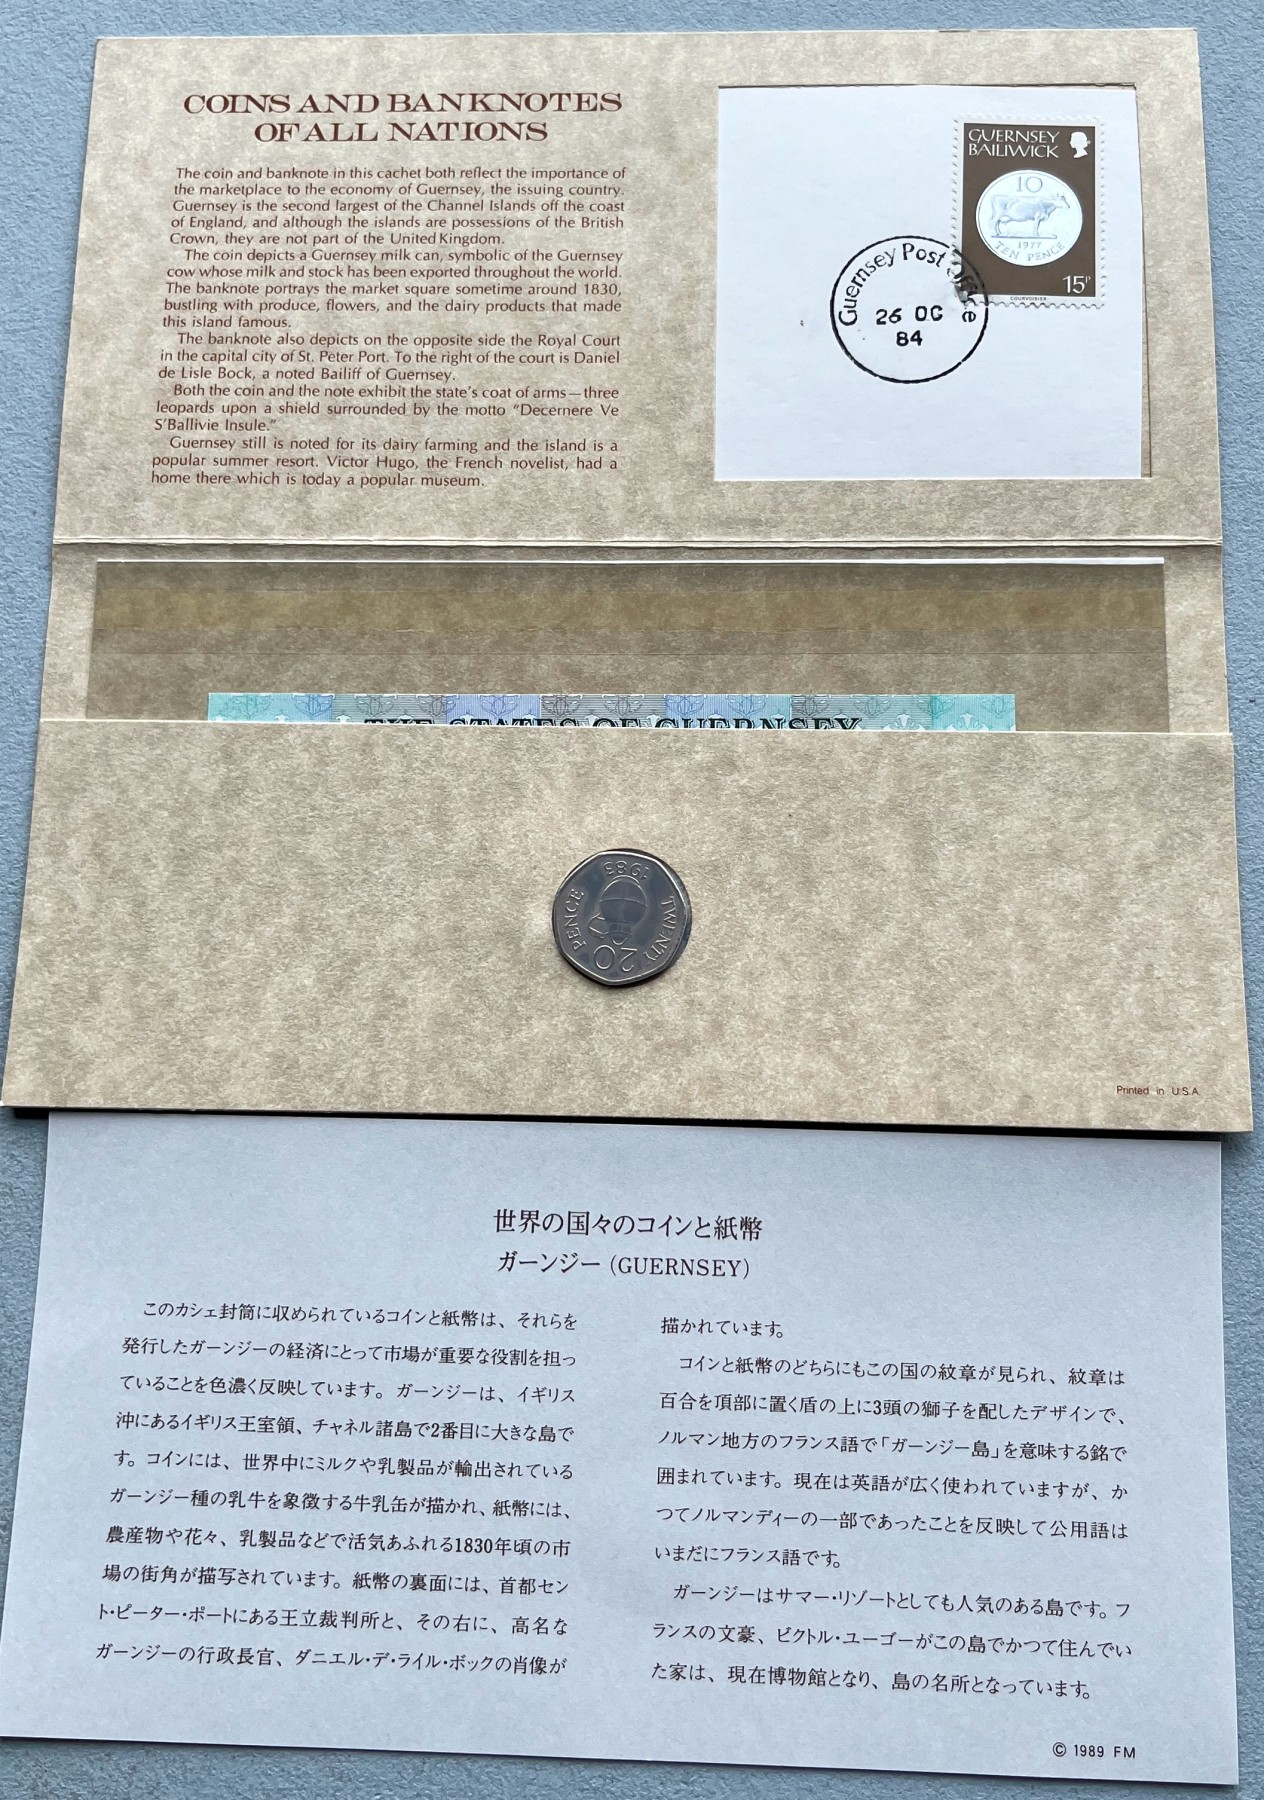 COINS AND BANKNOTES
OF ALL NATIONS
The coin and banknote in this cachet both reflect the importance of
the marketplace to the economy of Guernsey, the issuing country.
Guernsey is the second largest of the Channel Islands off the coast
of England, and although the islands are possessions of the British
Crown, they are not part of the United Kingdom.
The coin depicts a Guernsey milk can, symbolic of the Guernsey
cow whose milk and stock has been exported throughout the world.
The banknote portrays the market square sometime around 1830,
bustling with produce, flowers, and the dairy products that made
this island famous.
The banknote also depicts on the opposite side the Royal Court
in the capital city of St. Peter Port. To the right of the court is Daniel
de Lisle Bock, a noted Bailiff of Guernsey.
Both the coin and the note exhibit the state's coat of arms—three
leopards upon a shield surrounded by the motto "Decernere Ve
S'Ballivie Insule."
Guernsey still is noted for its dairy farming and the island is a
popular summer resort. Victor Hugo, the French novelist, had a
home there which is today a popular museum.
GUERNSEY
BAILIWICK
10
1977
TEN PENCE
15P
COURVOISIER
Guernsey Post Office
26 OC
84
THE STATES OF GUERNSEY
1983
TWENTY
PENCE
20
Printed in U.S.A.
世界の国々のコインと紙幣
ガーンジー (GUERNSEY)
このカシェ封筒に収められているコインと紙幣は、それらを
発行したガーンジーの経済にとって市場が重要な役割を担っ
ていることを色濃く反映しています。ガーンジーは、イギリス
沖にあるイギリス王室領、チャネル諸島で2番目に大きな島で
す。コインには、世界中にミルクや乳製品が輸出されている
ガーンジー種の乳牛を象徴する牛乳缶が描かれ、紙幣には、
農産物や花々、乳製品などで活気あふれる1830年頃の市
場の街角が描写されています。紙幣の裏面には、首都セン
ト・ピーター・ポートにある王立裁判所と、その右に、高名な
ガーンジーの行政長官、ダニエル・デ・ライル・ボックの肖像が
描かれています。
コインと紙幣のどちらにもこの国の紋章が見られ、紋章は
百合を頂部に置く盾の上に3頭の獅子を配したデザインで、
ノルマン地方のフランス語で「ガーンジー島」を意味する銘で
囲まれています。現在は英語が広く使われていますが、か
つてノルマンディーの一部であったことを反映して公用語は
いまだにフランス語です。
ガーンジーはサマー・リゾートとしても人気のある島です。フ
ランスの文豪、ビクトル・ユーゴーがこの島でかつて住んでい
た家は、現在博物館となり、島の名所となっています。
© 1989 FM